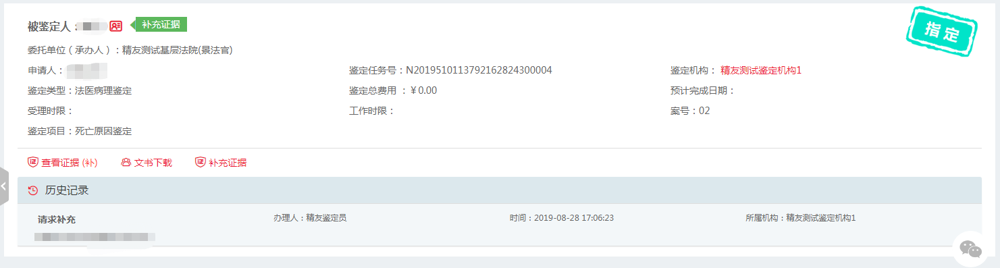 被鉴定人 : 补充证据
指定
委托单位（承办人）：精友测试基层法院(景法官)
申请人： 鉴定任务号：N2019510113792162824300004 鉴定机构： 精友测试鉴定机构1
鉴定类型：法医病理鉴定 鉴定总费用 ：￥0.00 预计完成日期：
受理时限： 工作时限： 案号：02
鉴定项目：死亡原因鉴定
证 查看证据 (补) 文书下载 证 补充证据
历史记录
请求补充 办理人：精友鉴定员 时间：2019-08-28 17:06:23 所属机构：精友测试鉴定机构1